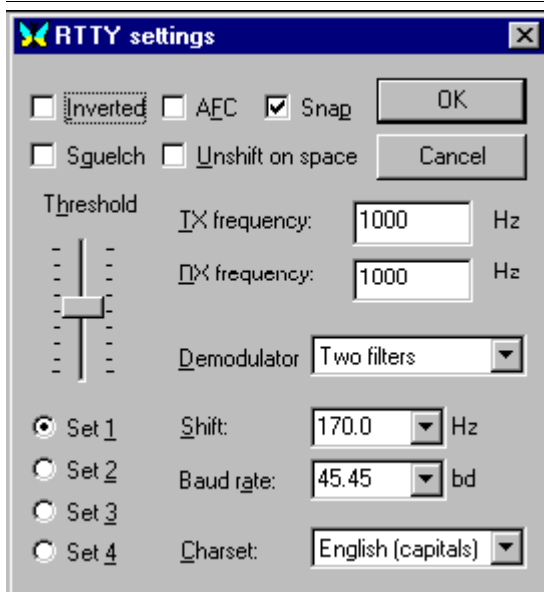 RTTY settings
Inverted AFC Snap OK
Squelch Unshift on space Cancel
Threshold
TX frequency: 1000 Hz
RX frequency: 1000 Hz
Demodulator Two filters
Set 1 Shift: 170.0 Hz
Set 2 Baud rate: 45.45 bd
Set 3
Set 4 Charset: English (capitals)